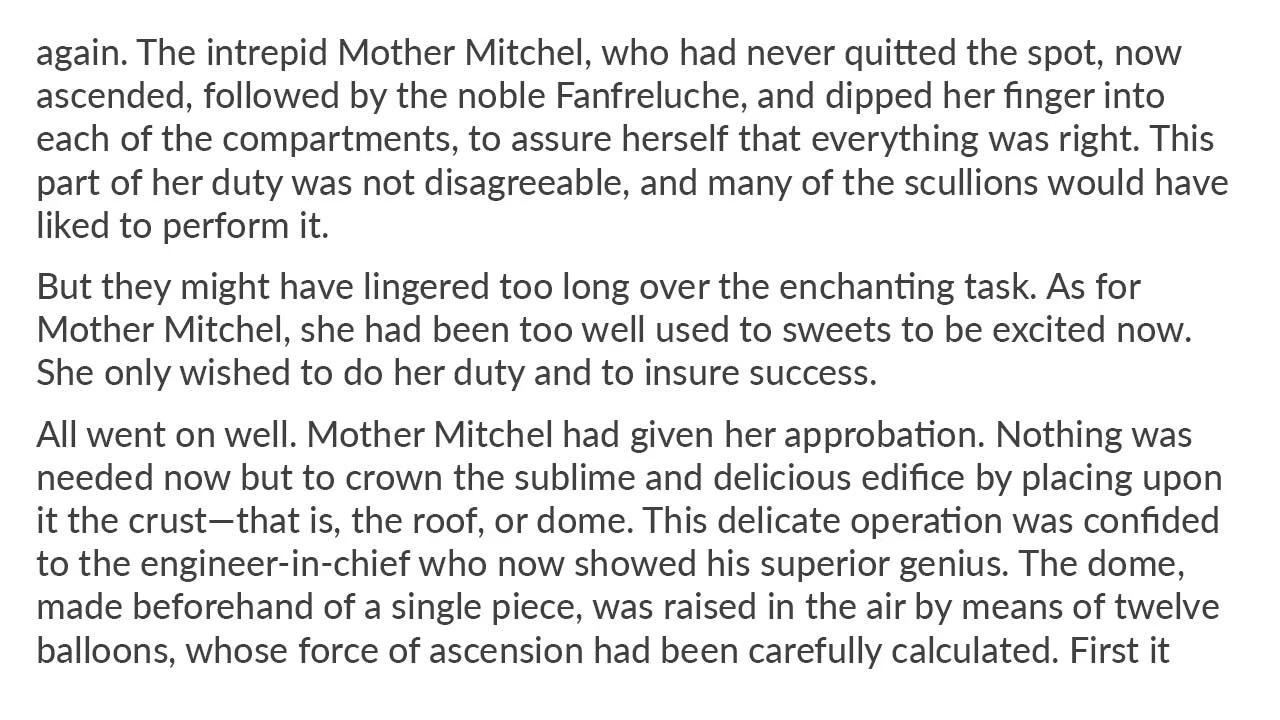 again. The intrepid Mother Mitchel, who had never quitted the spot, now
ascended, followed by the noble Fanfreluche, and dipped her finger into
each of the compartments, to assure herself that everything was right. This
part of her duty was not disagreeable, and many of the scullions would have
liked to perform it.
But they might have lingered too long over the enchanting task. As for
Mother Mitchel, she had been too well used to sweets to be excited now.
She only wished to do her duty and to insure success.
All went on well. Mother Mitchel had given her approbation. Nothing was
needed now but to crown the sublime and delicious edifice by placing upon
it the crust—that is, the roof, or dome. This delicate operation was confided
to the engineer-in-chief who now showed his superior genius. The dome,
made beforehand of a single piece, was raised in the air by means of twelve
balloons, whose force of ascension had been carefully calculated. First it